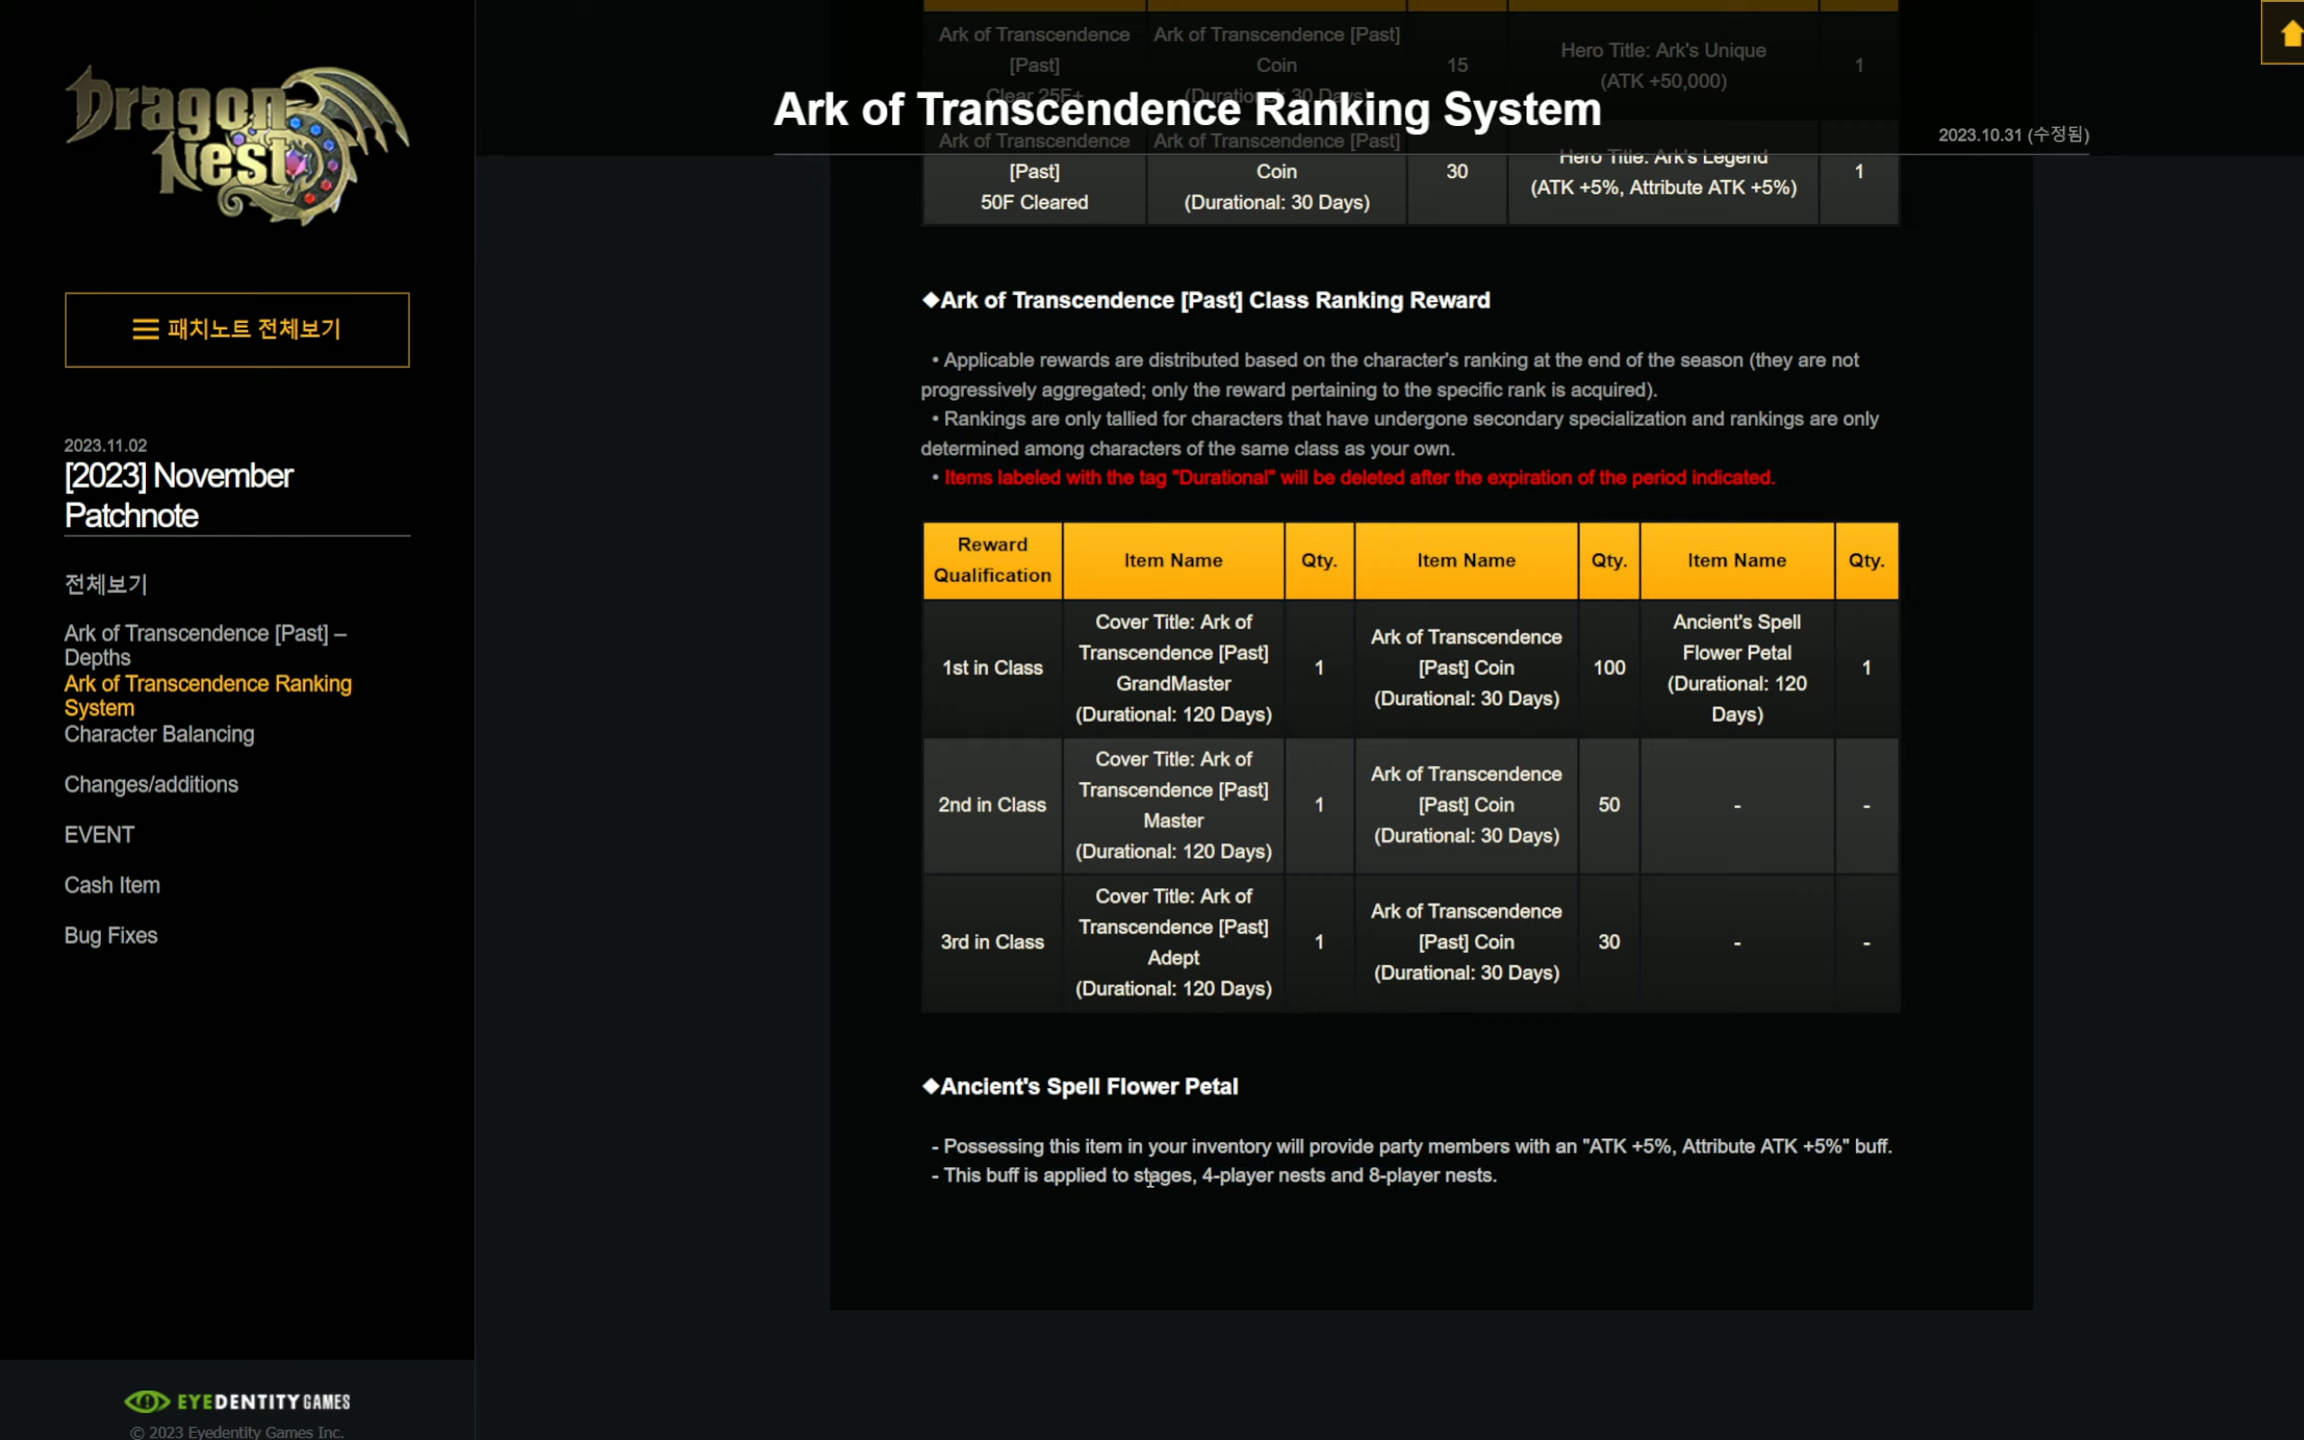 Dragon
Nest
패치노트 전체보기
2023.11.02
[2023] November
Patchnote
전체보기
Ark of Transcendence [Past] –
Depths
Ark of Transcendence Ranking
System
Character Balancing
Changes/additions
EVENT
Cash Item
Bug Fixes
EYEDENTITY GAMES
© 2023 Eyedentity Games Inc.
Ark of Transcendence Ranking System
2023.10.31 (수정됨)
Ark of Transcendence
[Past]
Clear 25F+
Ark of Transcendence [Past]
Coin
(Durational: 30 Days)
15
Hero Title: Ark's Unique
(ATK +50,000)
1
Ark of Transcendence
[Past]
50F Cleared
Ark of Transcendence [Past]
Coin
(Durational: 30 Days)
30
Hero Title: Ark's Legend
(ATK +5%, Attribute ATK +5%)
1
◆Ark of Transcendence [Past] Class Ranking Reward
• Applicable rewards are distributed based on the character's ranking at the end of the season (they are not
progressively aggregated; only the reward pertaining to the specific rank is acquired).
• Rankings are only tallied for characters that have undergone secondary specialization and rankings are only
determined among characters of the same class as your own.
• Items labeled with the tag "Durational" will be deleted after the expiration of the period indicated.
Reward
Qualification
Item Name
Qty.
Item Name
Qty.
Item Name
Qty.
1st in Class
Cover Title: Ark of
Transcendence [Past]
GrandMaster
(Durational: 120 Days)
1
Ark of Transcendence
[Past] Coin
(Durational: 30 Days)
100
Ancient's Spell
Flower Petal
(Durational: 120
Days)
1
2nd in Class
Cover Title: Ark of
Transcendence [Past]
Master
(Durational: 120 Days)
1
Ark of Transcendence
[Past] Coin
(Durational: 30 Days)
50
-
-
3rd in Class
Cover Title: Ark of
Transcendence [Past]
Adept
(Durational: 120 Days)
1
Ark of Transcendence
[Past] Coin
(Durational: 30 Days)
30
-
-
◆Ancient's Spell Flower Petal
- Possessing this item in your inventory will provide party members with an "ATK +5%, Attribute ATK +5%" buff.
- This buff is applied to stages, 4-player nests and 8-player nests.